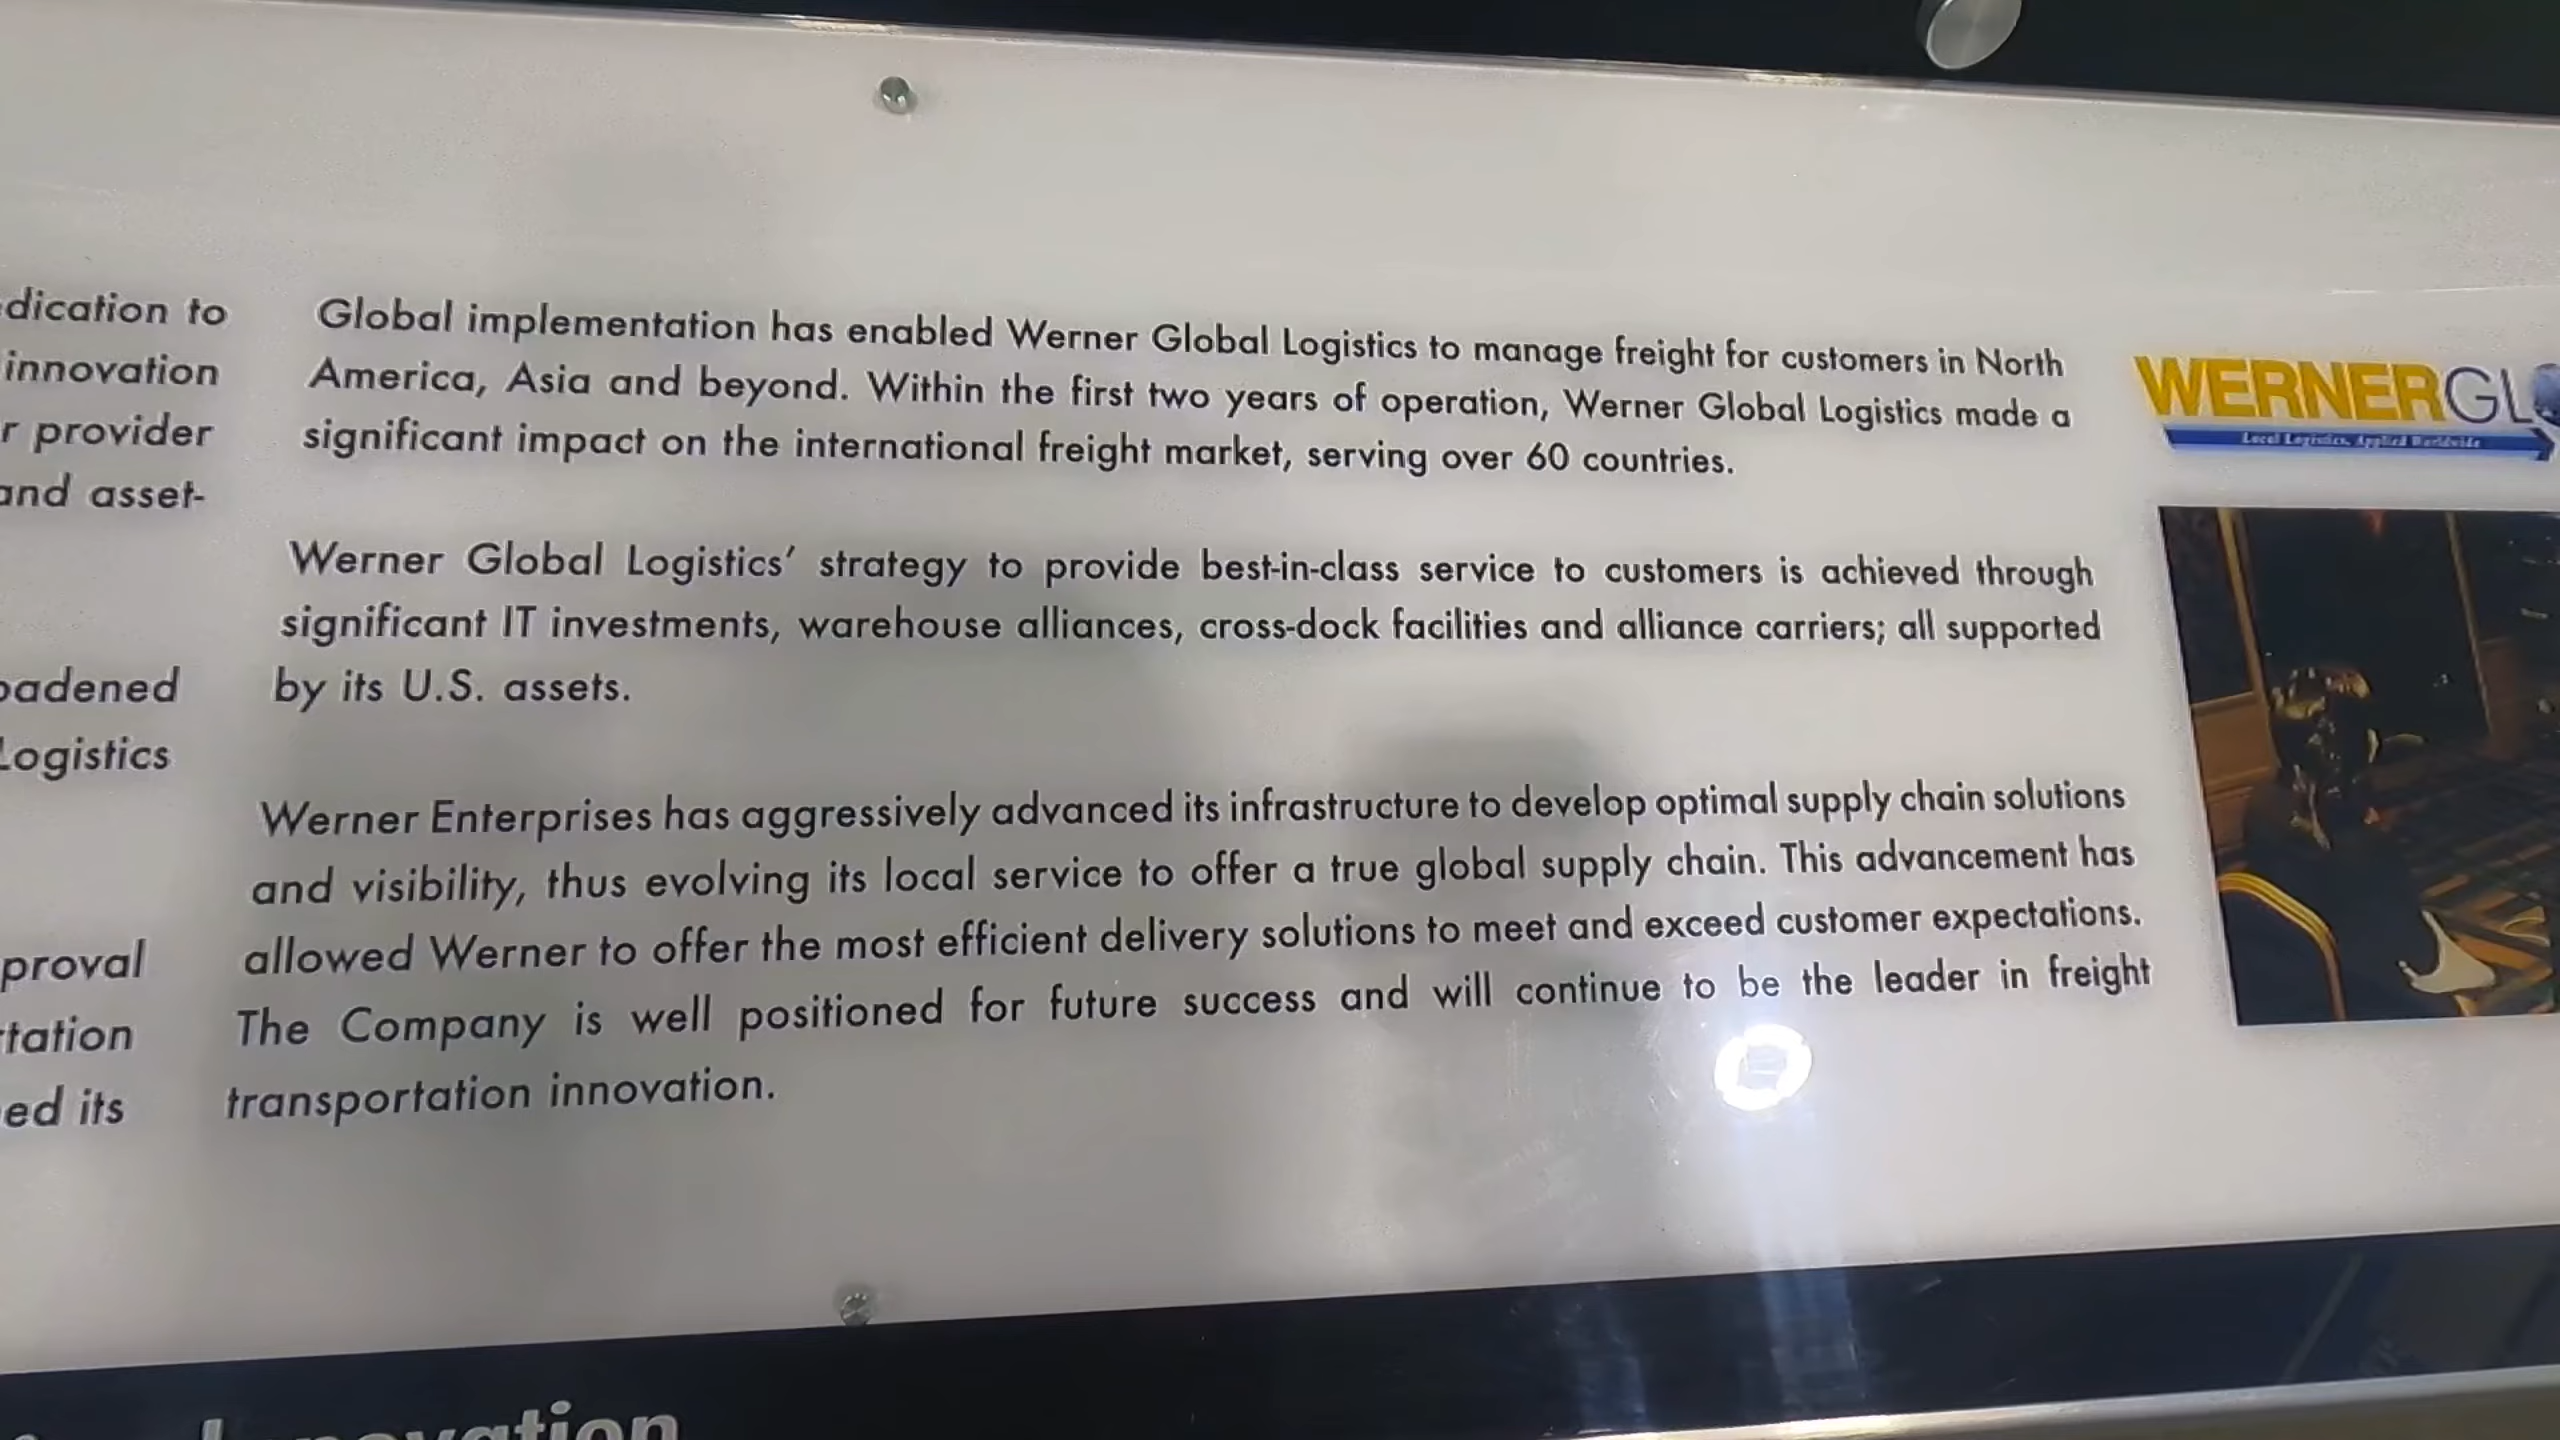 dication to
innovation
r provider
and asset-
padened
Logistics
proval
tation
ed its
Global implementation has enabled Werner Global Logistics to manage freight for customers in North
America, Asia and beyond. Within the first two years of operation, Werner Global Logistics made a
significant impact on the international freight market, serving over 60 countries.
Werner Global Logistics’ strategy to provide best-in-class service to customers is achieved through
significant IT investments, warehouse alliances, cross-dock facilities and alliance carriers; all supported
by its U.S. assets.
Werner Enterprises has aggressively advanced its infrastructure to develop optimal supply chain solutions
and visibility, thus evolving its local service to offer a true global supply chain. This advancement has
allowed Werner to offer the most efficient delivery solutions to meet and exceed customer expectations.
The Company is well positioned for future success and will continue to be the leader in freight
transportation innovation.
WERNERGL
Local Logistics, Applied Worldwide
Innovation